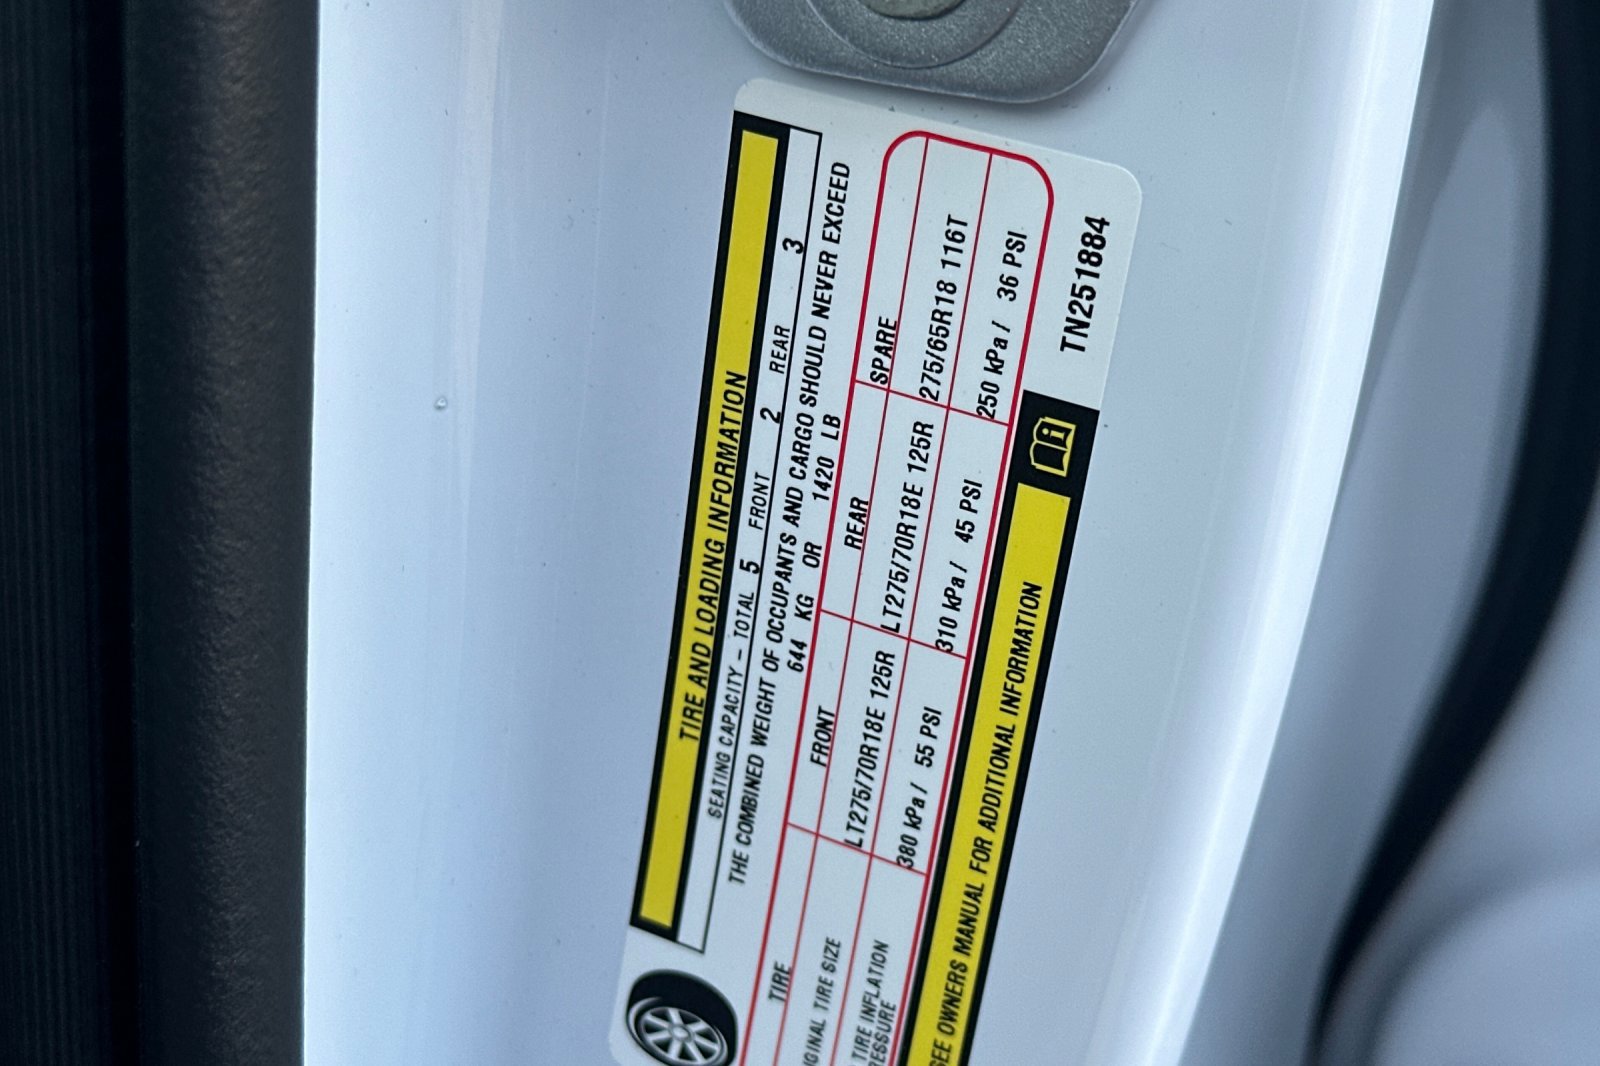 TIRE AND LOADING INFORMATION
SEATING CAPACITY - TOTAL 5 FRONT 2 REAR 3
THE COMBINED WEIGHT OF OCCUPANTS AND CARGO SHOULD NEVER EXCEED
644 KG OR 1420 LB
TIRE FRONT REAR SPARE
IGINAL TIRE SIZE LT275/70R18E 125R LT275/70R18E 125R 275/65R18 116T
TIRE INFLATION
RESSURE 380 kPa / 55 PSI 310 kPa / 45 PSI 250 kPa / 36 PSI
SEE OWNERS MANUAL FOR ADDITIONAL INFORMATION
TN251884